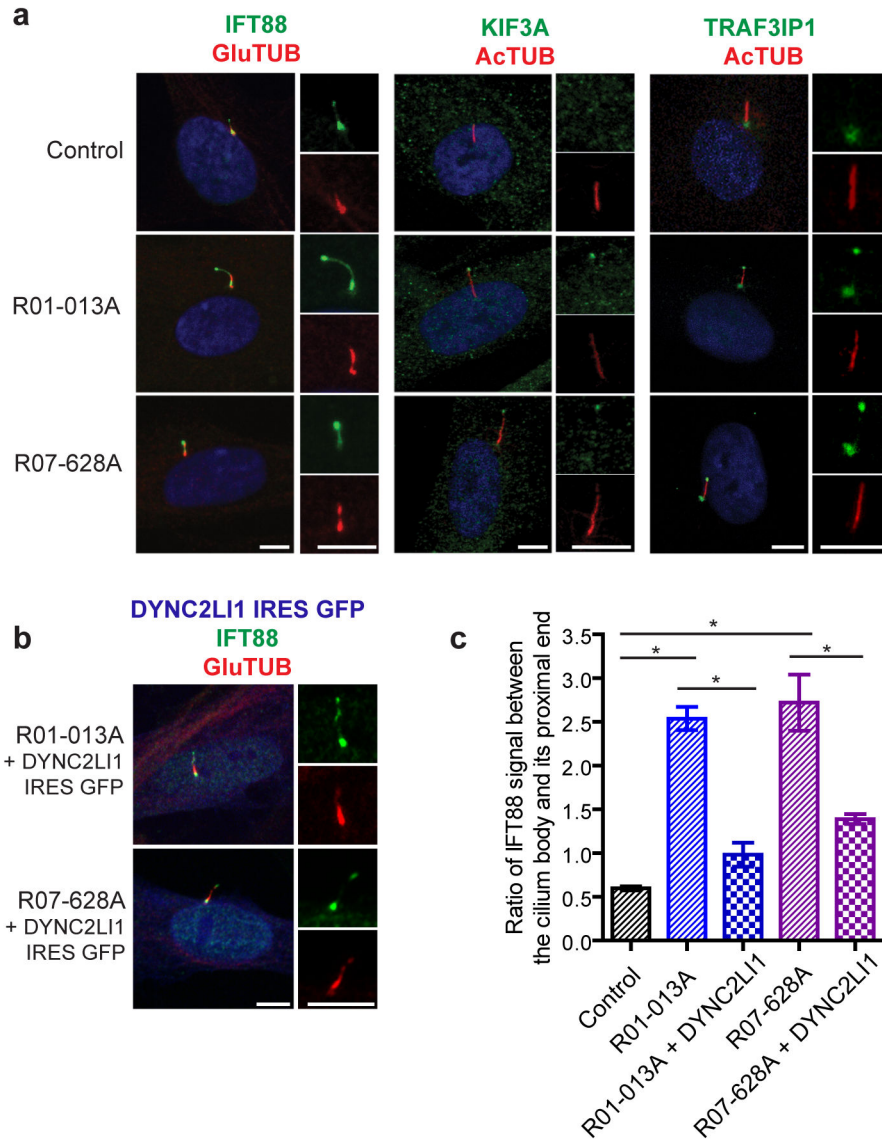 a
IFT88
GluTUB
KIF3A
AcTUB
TRAF3IP1
AcTUB
Control
R01-013A
R07-628A
b
DYNC2LI1 IRES GFP
IFT88
GluTUB
R01-013A
+ DYNC2LI1
IRES GFP
R07-628A
+ DYNC2LI1
IRES GFP
c
Ratio of IFT88 signal between
the cilium body and its proximal end
3.5
3.0
2.5
2.0
1.5
1.0
0.5
0.0
*
*
*
*
Control
R01-013A
R01-013A + DYNC2LI1
R07-628A
R07-628A + DYNC2LI1